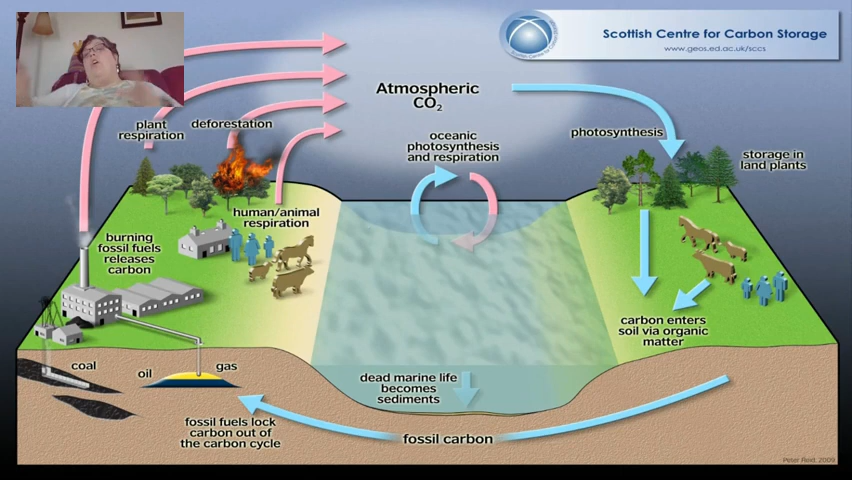 Scottish Centre for Carbon Storage
www.geos.ed.ac.uk/sccs
Atmospheric
CO₂
plant
respiration
deforestation
oceanic
photosynthesis
and respiration
photosynthesis
storage in
land plants
human/animal
respiration
burning
fossil fuels
releases
carbon
carbon enters
soil via organic
matter
coal
oil
gas
dead marine life
becomes
sediments
fossil fuels lock
carbon out of
the carbon cycle
fossil carbon
Peter Reid, 2009